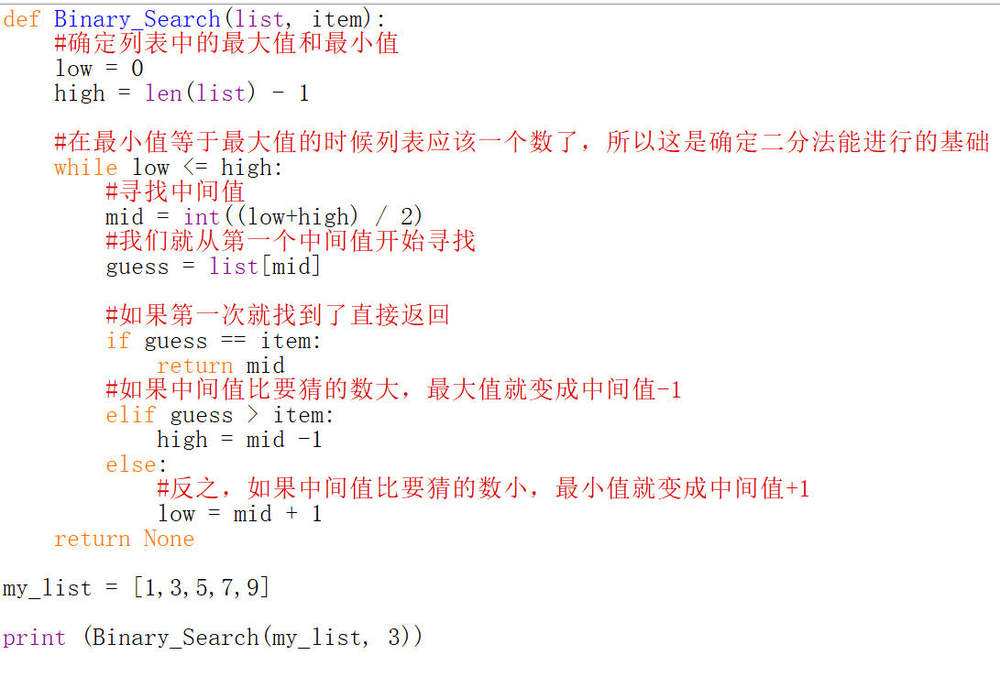 def Binary_Search(list, item):
    #确定列表中的最大值和最小值
    low = 0
    high = len(list) - 1

    #在最小值等于最大值的时候列表应该一个数了，所以这是确定二分法能进行的基础
    while low <= high:
        #寻找中间值
        mid = int((low+high) / 2)
        #我们就从第一个中间值开始寻找
        guess = list[mid]

        #如果第一次就找到了直接返回
        if guess == item:
            return mid
        #如果中间值比要猜的数大，最大值就变成中间值-1
        elif guess > item:
            high = mid -1
        else:
            #反之，如果中间值比要猜的数小，最小值就变成中间值+1
            low = mid + 1
    return None

my_list = [1,3,5,7,9]

print (Binary_Search(my_list, 3))